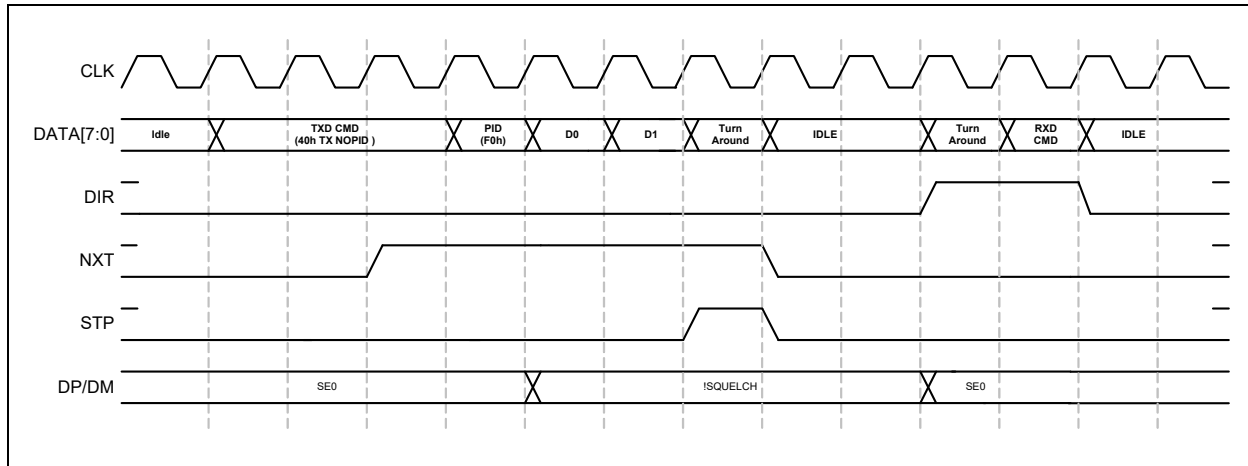 CLK
DATA[7:0]
Idle
TXD CMD
(40h TX NOPID )
PID
(F0h)
D0
D1
Turn
Around
IDLE
Turn
Around
RXD
CMD
IDLE
DIR
NXT
STP
DP/DM
SE0
!SQUELCH
SE0